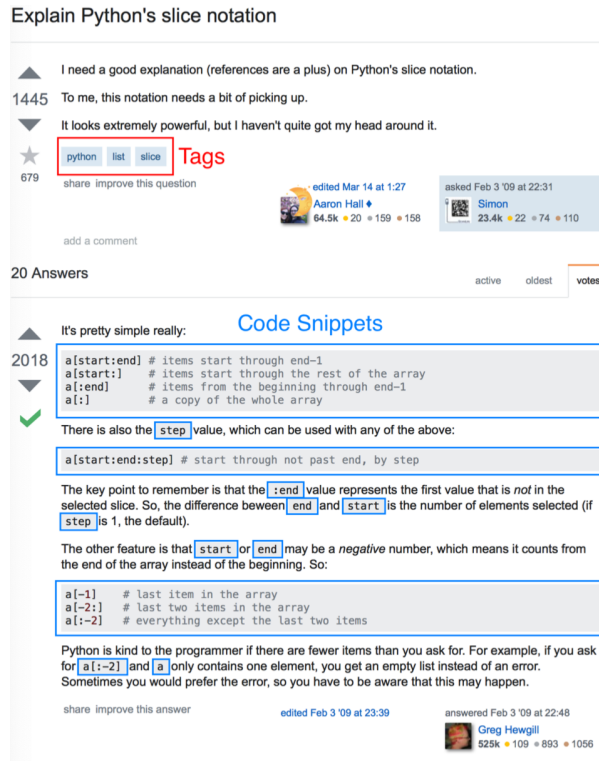 Explain Python's slice notation
I need a good explanation (references are a plus) on Python's slice notation.
1445 To me, this notation needs a bit of picking up.
It looks extremely powerful, but I haven't quite got my head around it.
python list slice Tags
679
share improve this question
edited Mar 14 at 1:27
Aaron Hall ♦
64.5k ● 20 ● 159 ● 158
asked Feb 3 '09 at 22:31
Simon
23.4k ● 22 ● 74 ● 110
add a comment
20 Answers
active oldest votes
It's pretty simple really:
Code Snippets
2018
a[start:end] # items start through end-1
a[start:]    # items start through the rest of the array
a[:end]      # items from the beginning through end-1
a[:]         # a copy of the whole array
There is also the step value, which can be used with any of the above:
a[start:end:step] # start through not past end, by step
The key point to remember is that the :end value represents the first value that is not in the
selected slice. So, the difference beween end and start is the number of elements selected (if
step is 1, the default).
The other feature is that start or end may be a negative number, which means it counts from
the end of the array instead of the beginning. So:
a[-1]    # last item in the array
a[-2:]   # last two items in the array
a[:-2]   # everything except the last two items
Python is kind to the programmer if there are fewer items than you ask for. For example, if you ask
for a[:-2] and a only contains one element, you get an empty list instead of an error.
Sometimes you would prefer the error, so you have to be aware that this may happen.
share improve this answer
edited Feb 3 '09 at 23:39
answered Feb 3 '09 at 22:48
Greg Hewgill
525k ● 109 ● 893 ● 1056